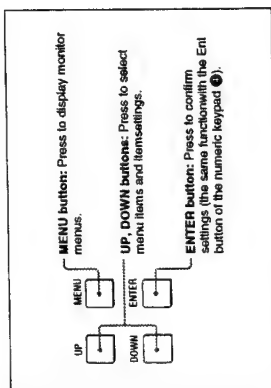 UP
MENU
DOWN
ENTER
MENU button: Press to display monitor
menus.
UP, DOWN buttons: Press to select
menu items and itemsettings.
ENTER button: Press to confirm
settings (the same functionwith the Ent
button of the numeric keypad ).